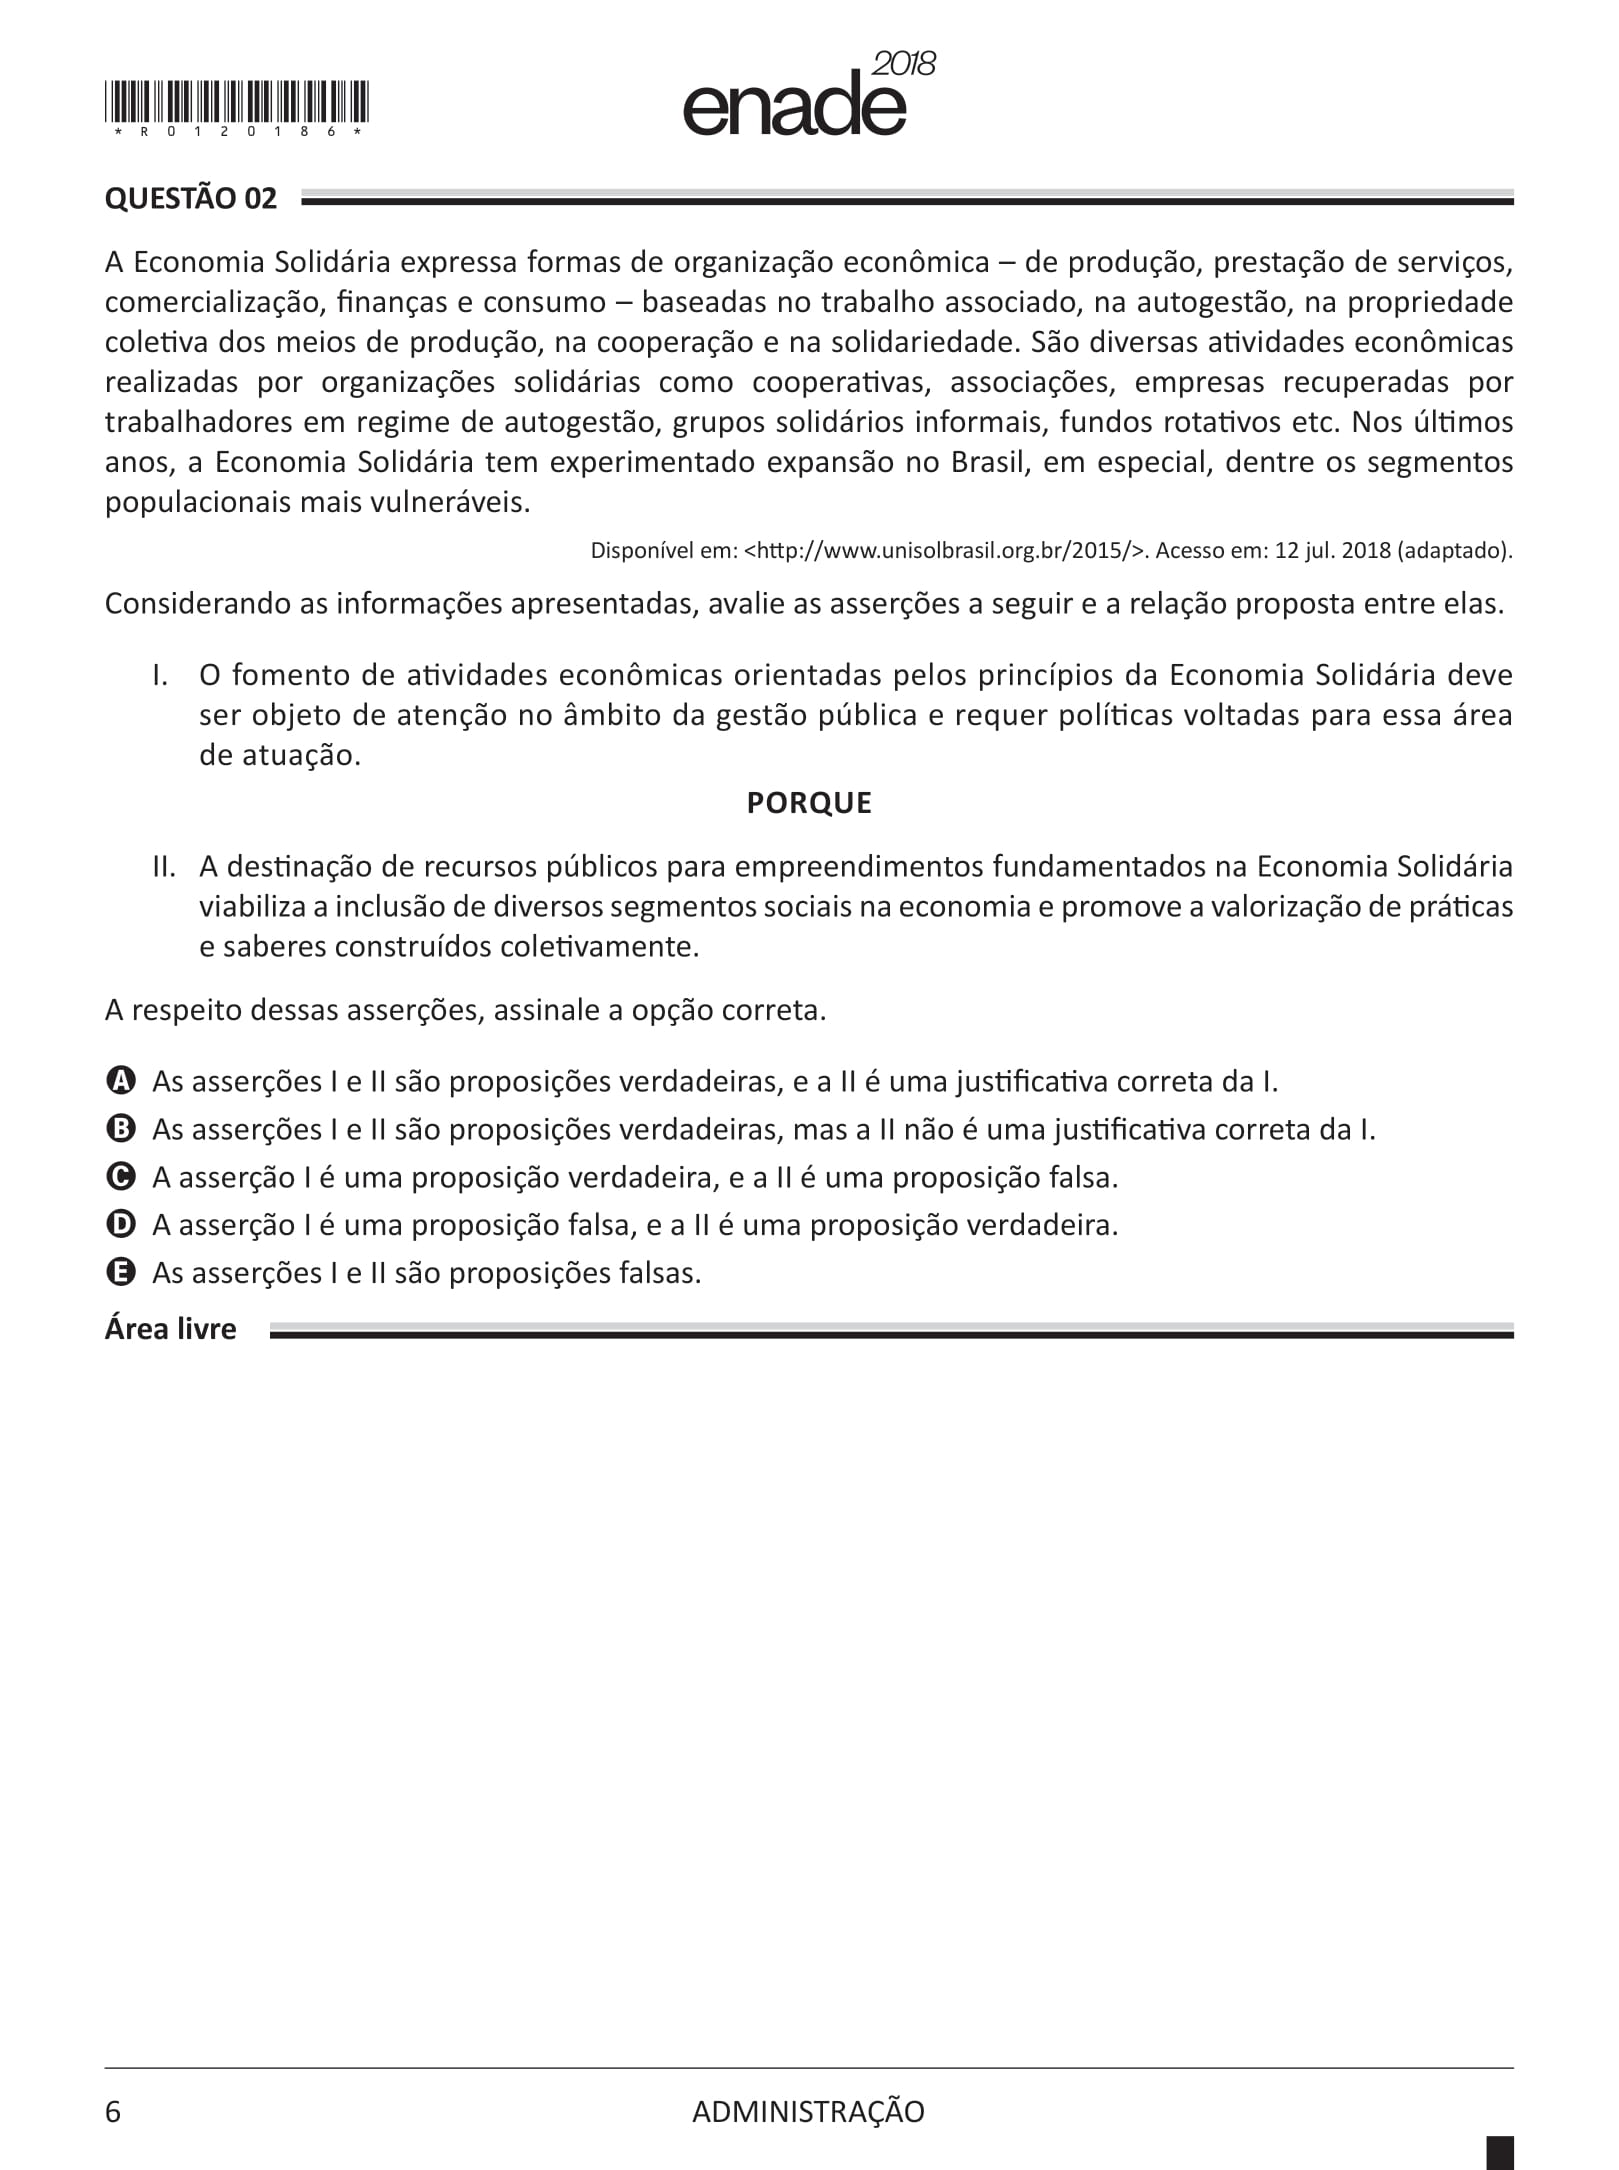 2018
enade
* R 0 1 2 0 1 8 6 *
QUESTÃO 02
A Economia Solidária expressa formas de organização econômica – de produção, prestação de serviços,
comercialização, finanças e consumo – baseadas no trabalho associado, na autogestão, na propriedade
coletiva dos meios de produção, na cooperação e na solidariedade. São diversas atividades econômicas
realizadas por organizações solidárias como cooperativas, associações, empresas recuperadas por
trabalhadores em regime de autogestão, grupos solidários informais, fundos rotativos etc. Nos últimos
anos, a Economia Solidária tem experimentado expansão no Brasil, em especial, dentre os segmentos
populacionais mais vulneráveis.
Disponível em: <http://www.unisolbrasil.org.br/2015/>. Acesso em: 12 jul. 2018 (adaptado).
Considerando as informações apresentadas, avalie as asserções a seguir e a relação proposta entre elas.
I. O fomento de atividades econômicas orientadas pelos princípios da Economia Solidária deve
ser objeto de atenção no âmbito da gestão pública e requer políticas voltadas para essa área
de atuação.
PORQUE
II. A destinação de recursos públicos para empreendimentos fundamentados na Economia Solidária
viabiliza a inclusão de diversos segmentos sociais na economia e promove a valorização de práticas
e saberes construídos coletivamente.
A respeito dessas asserções, assinale a opção correta.
A As asserções I e II são proposições verdadeiras, e a II é uma justificativa correta da I.
B As asserções I e II são proposições verdadeiras, mas a II não é uma justificativa correta da I.
C A asserção I é uma proposição verdadeira, e a II é uma proposição falsa.
D A asserção I é uma proposição falsa, e a II é uma proposição verdadeira.
E As asserções I e II são proposições falsas.
Área livre
6
ADMINISTRAÇÃO